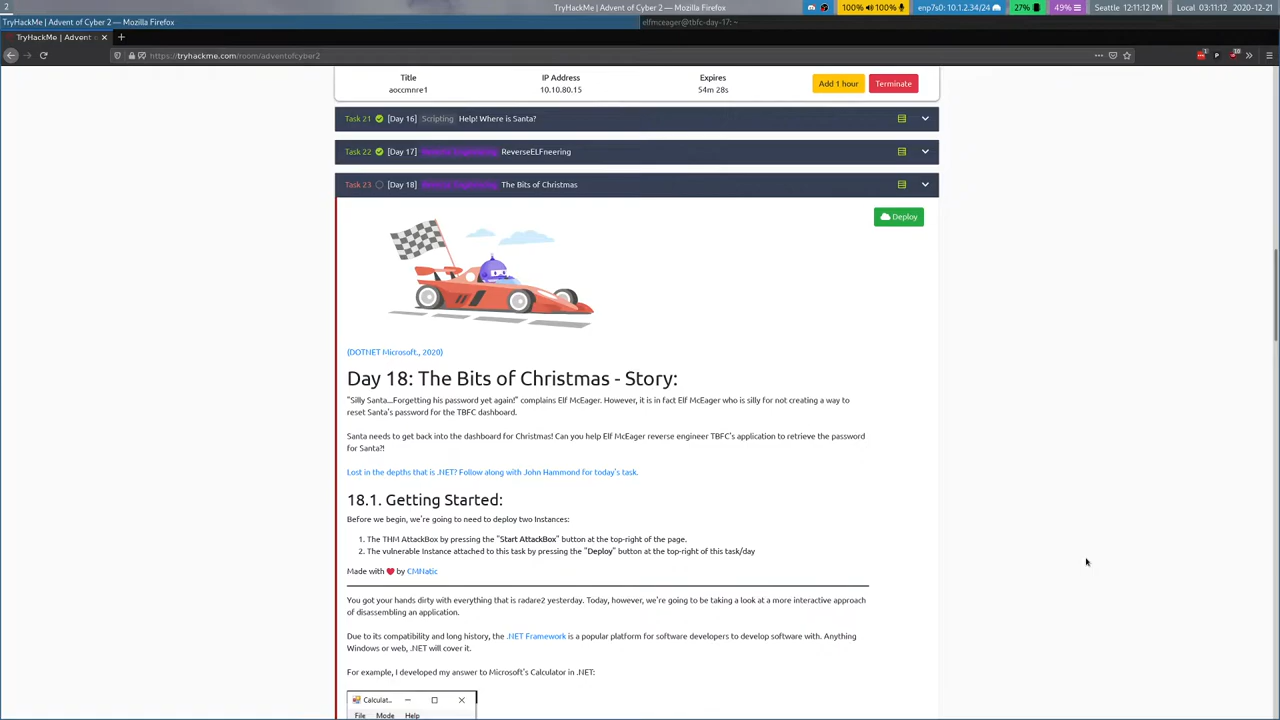 2
TryHackMe | Advent of Cyber 2 — Mozilla Firefox
100% 100%
enp7s0: 10.1.2.34/24
27%
49%
Seattle 12:11:12 PM
Local 03:11:12
2020-12-21
TryHackMe | Advent of Cyber 2 — Mozilla Firefox
elfmceager@tbfc-day-17: ~
TryHackMe | Advent
https://tryhackme.com/room/adventofcyber2
Title
IP Address
Expires
aoccmnre1
10.10.80.15
54m 28s
Add 1 hour
Terminate
Task 21 [Day 16] Scripting Help! Where is Santa?
Task 22 [Day 17] ReverseELFneering
Task 23 [Day 18] The Bits of Christmas
Deploy
(DOTNET Microsoft., 2020)
Day 18: The Bits of Christmas - Story:
"Silly Santa...Forgetting his password yet again!" complains Elf McEager. However, it is in fact Elf McEager who is silly for not creating a way to
reset Santa's password for the TBFC dashboard.
Santa needs to get back into the dashboard for Christmas! Can you help Elf McEager reverse engineer TBFC's application to retrieve the password
for Santa?!
Lost in the depths that is .NET? Follow along with John Hammond for today's task.
18.1. Getting Started:
Before we begin, we're going to need to deploy two Instances:
1. The THM AttackBox by pressing the "Start AttackBox" button at the top-right of the page.
2. The vulnerable Instance attached to this task by pressing the "Deploy" button at the top-right of this task/day
Made with ❤ by CMNatic
You got your hands dirty with everything that is radare2 yesterday. Today, however, we're going to be taking a look at a more interactive approach
of disassembling an application.
Due to its compatibility and long history, the .NET Framework is a popular platform for software developers to develop software with. Anything
Windows or web, .NET will cover it.
For example, I developed my answer to Microsoft's Calculator in .NET:
Calculat...
File Mode Help